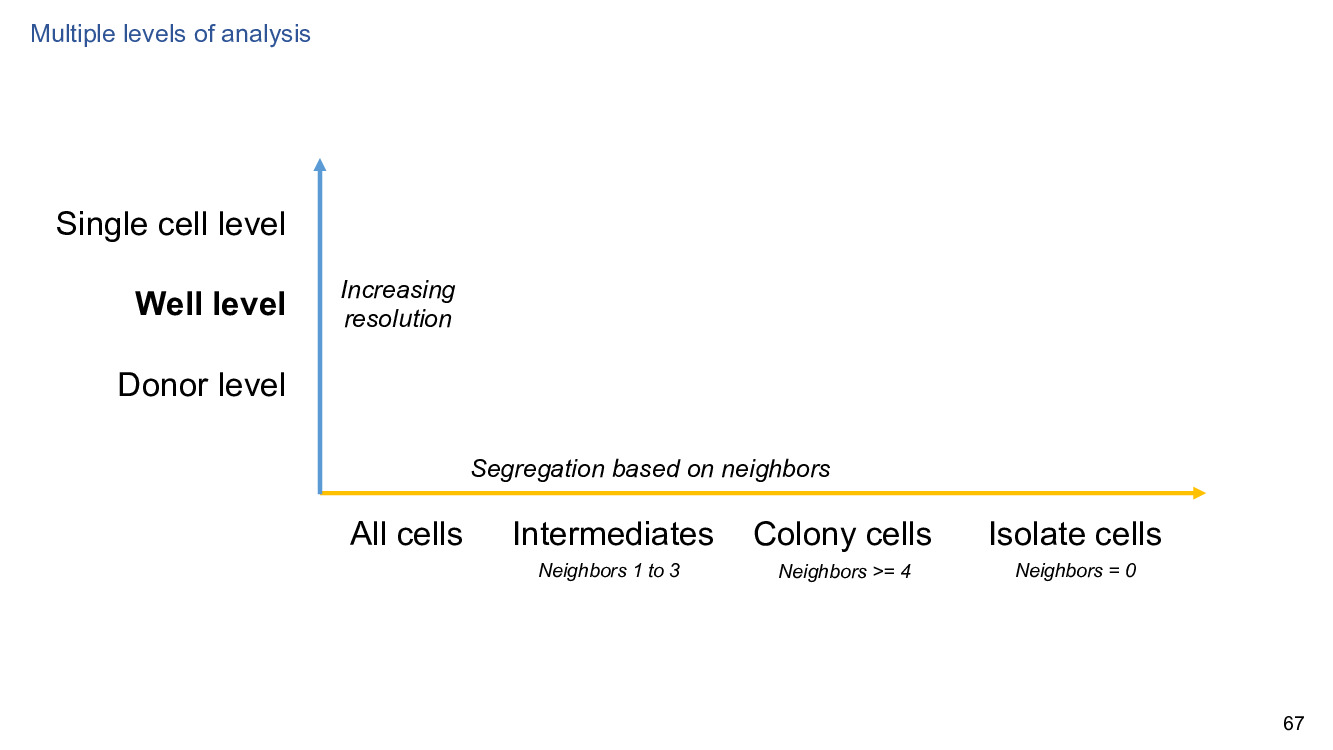 Multiple levels of analysis
Single cell level
Well level
Donor level
Increasing
resolution
Segregation based on neighbors
All cells
Intermediates
Neighbors 1 to 3
Colony cells
Neighbors >= 4
Isolate cells
Neighbors = 0
67